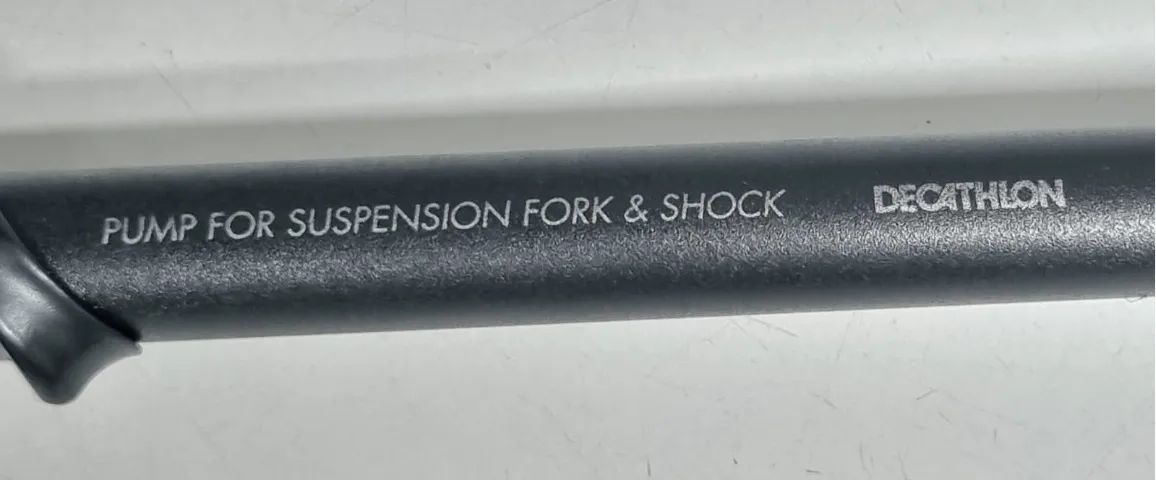 PUMP FOR SUSPENSION FORK & SHOCK DECATHLON